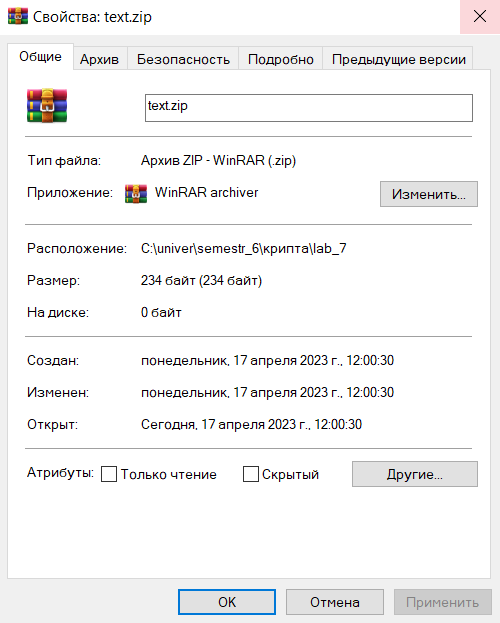 Свойства: text.zip
Общие Архив Безопасность Подробно Предыдущие версии
text.zip
Тип файла: Архив ZIP - WinRAR (.zip)
Приложение: WinRAR archiver Изменить...
Расположение: C:\univer\semestr_6\крипта\lab_7
Размер: 234 байт (234 байт)
На диске: 0 байт
Создан: понедельник, 17 апреля 2023 г., 12:00:30
Изменен: понедельник, 17 апреля 2023 г., 12:00:30
Открыт: Сегодня, 17 апреля 2023 г., 12:00:30
Атрибуты: Только чтение Скрытый Другие...
OK Отмена Применить